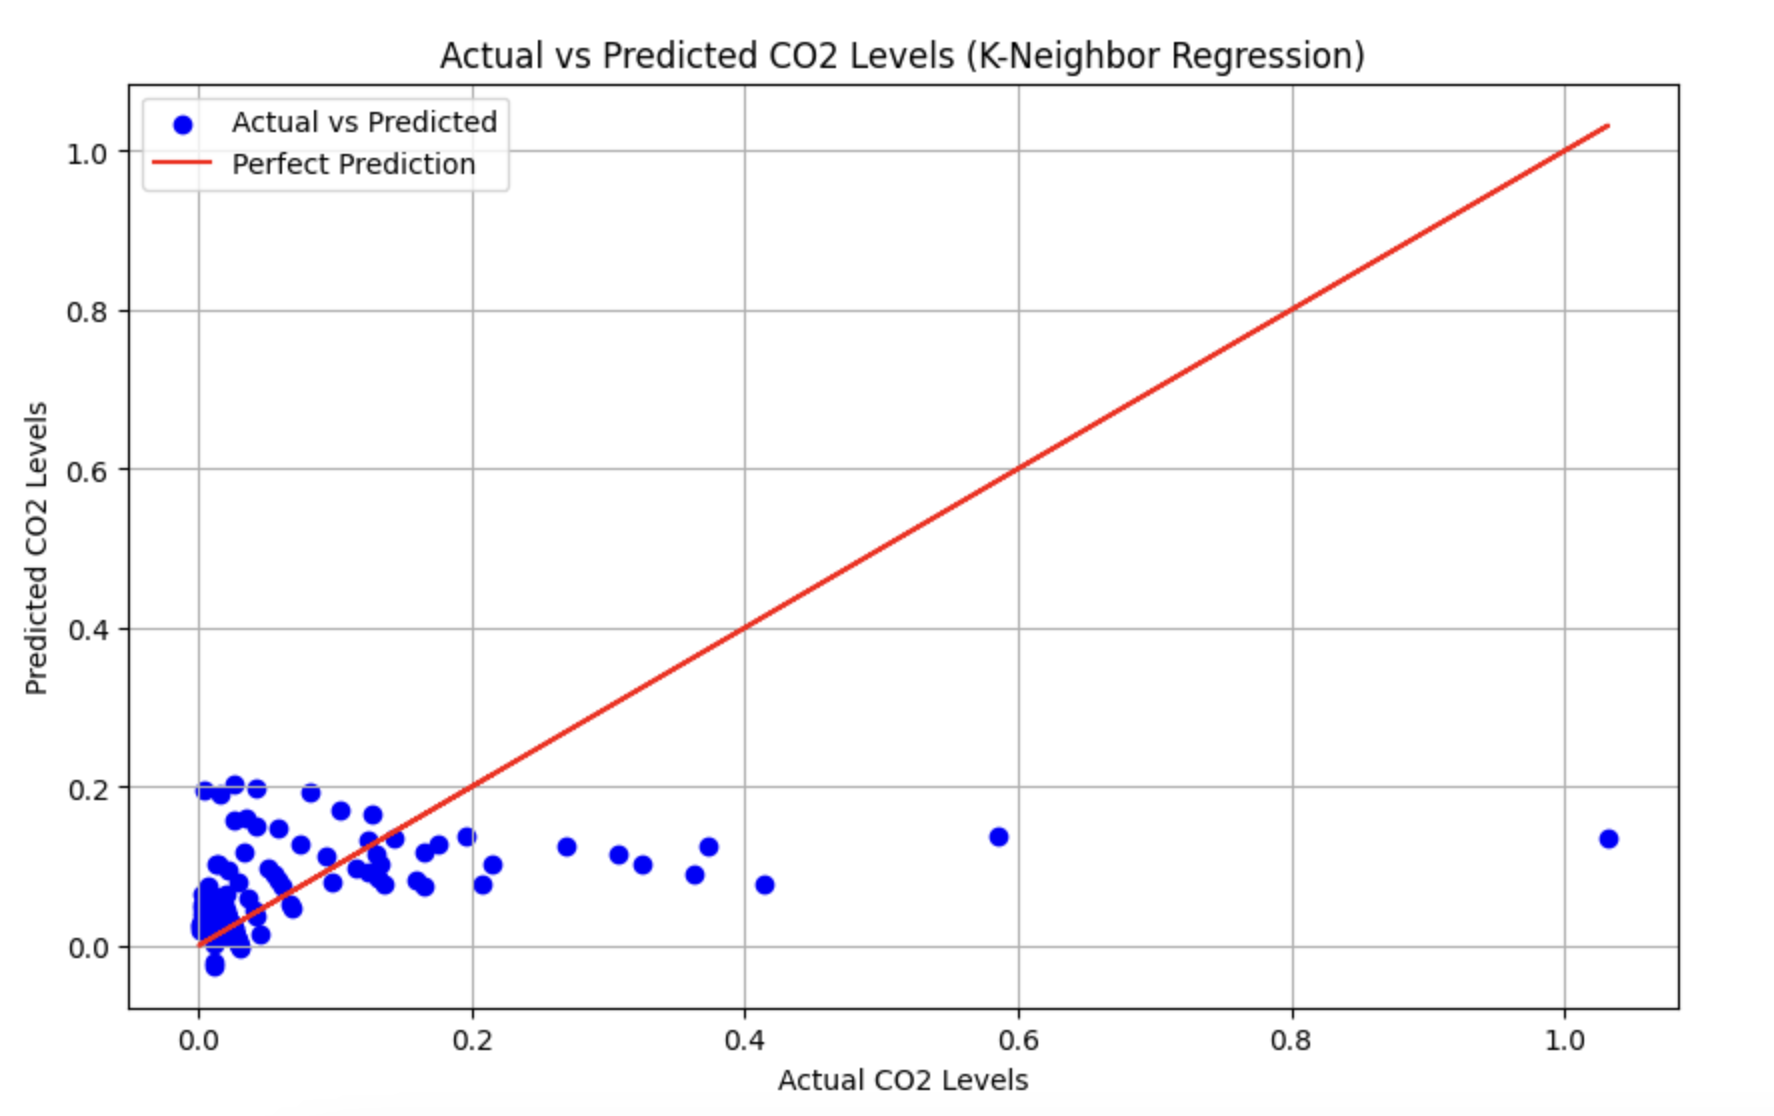 Actual vs Predicted CO2 Levels (K-Neighbor Regression)
Actual vs Predicted
Perfect Prediction
1.0
0.8
0.6
0.4
0.2
0.0
Predicted CO2 Levels
0.0 0.2 0.4 0.6 0.8 1.0
Actual CO2 Levels